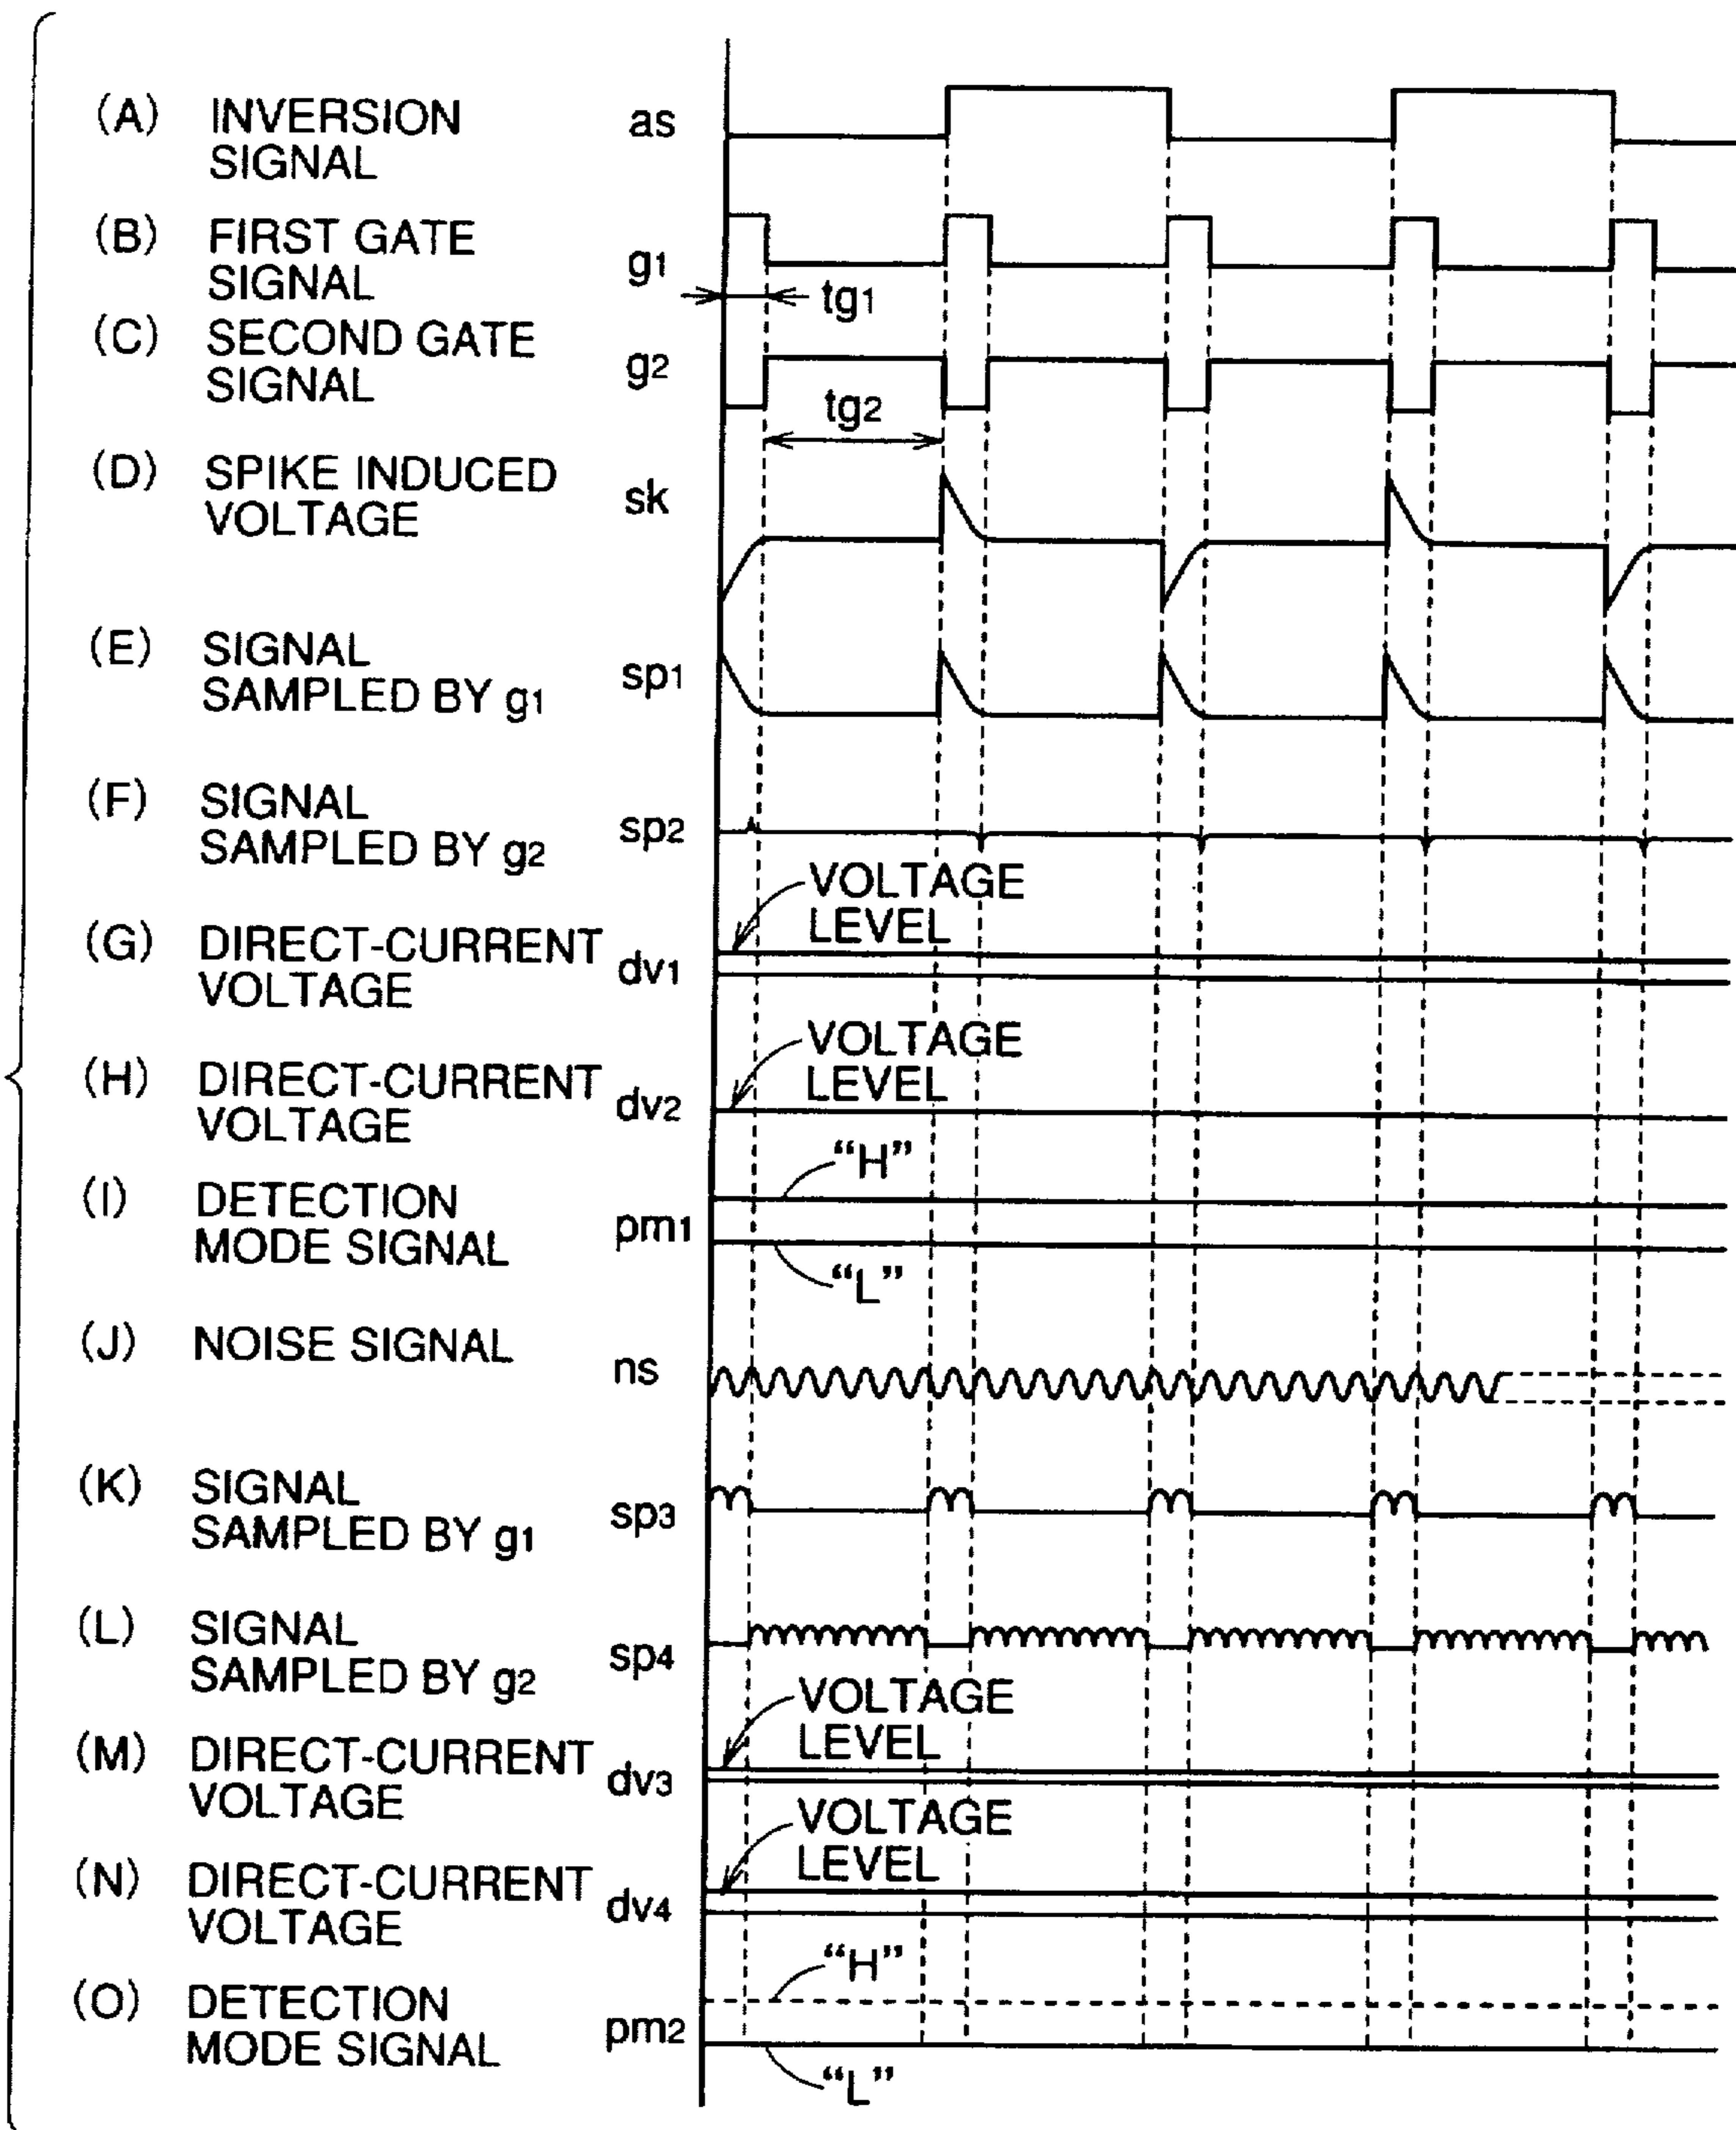 (A) INVERSION SIGNAL as
(B) FIRST GATE SIGNAL g1
tg1
(C) SECOND GATE SIGNAL g2
tg2
(D) SPIKE INDUCED VOLTAGE sk
(E) SIGNAL SAMPLED BY g1 sp1
(F) SIGNAL SAMPLED BY g2 sp2
VOLTAGE LEVEL
(G) DIRECT-CURRENT VOLTAGE dv1
VOLTAGE LEVEL
(H) DIRECT-CURRENT VOLTAGE dv2
“H”
(I) DETECTION MODE SIGNAL pm1
“L”
(J) NOISE SIGNAL ns
(K) SIGNAL SAMPLED BY g1 sp3
(L) SIGNAL SAMPLED BY g2 sp4
VOLTAGE LEVEL
(M) DIRECT-CURRENT VOLTAGE dv3
VOLTAGE LEVEL
(N) DIRECT-CURRENT VOLTAGE dv4
“H”
(O) DETECTION MODE SIGNAL pm2
“L”